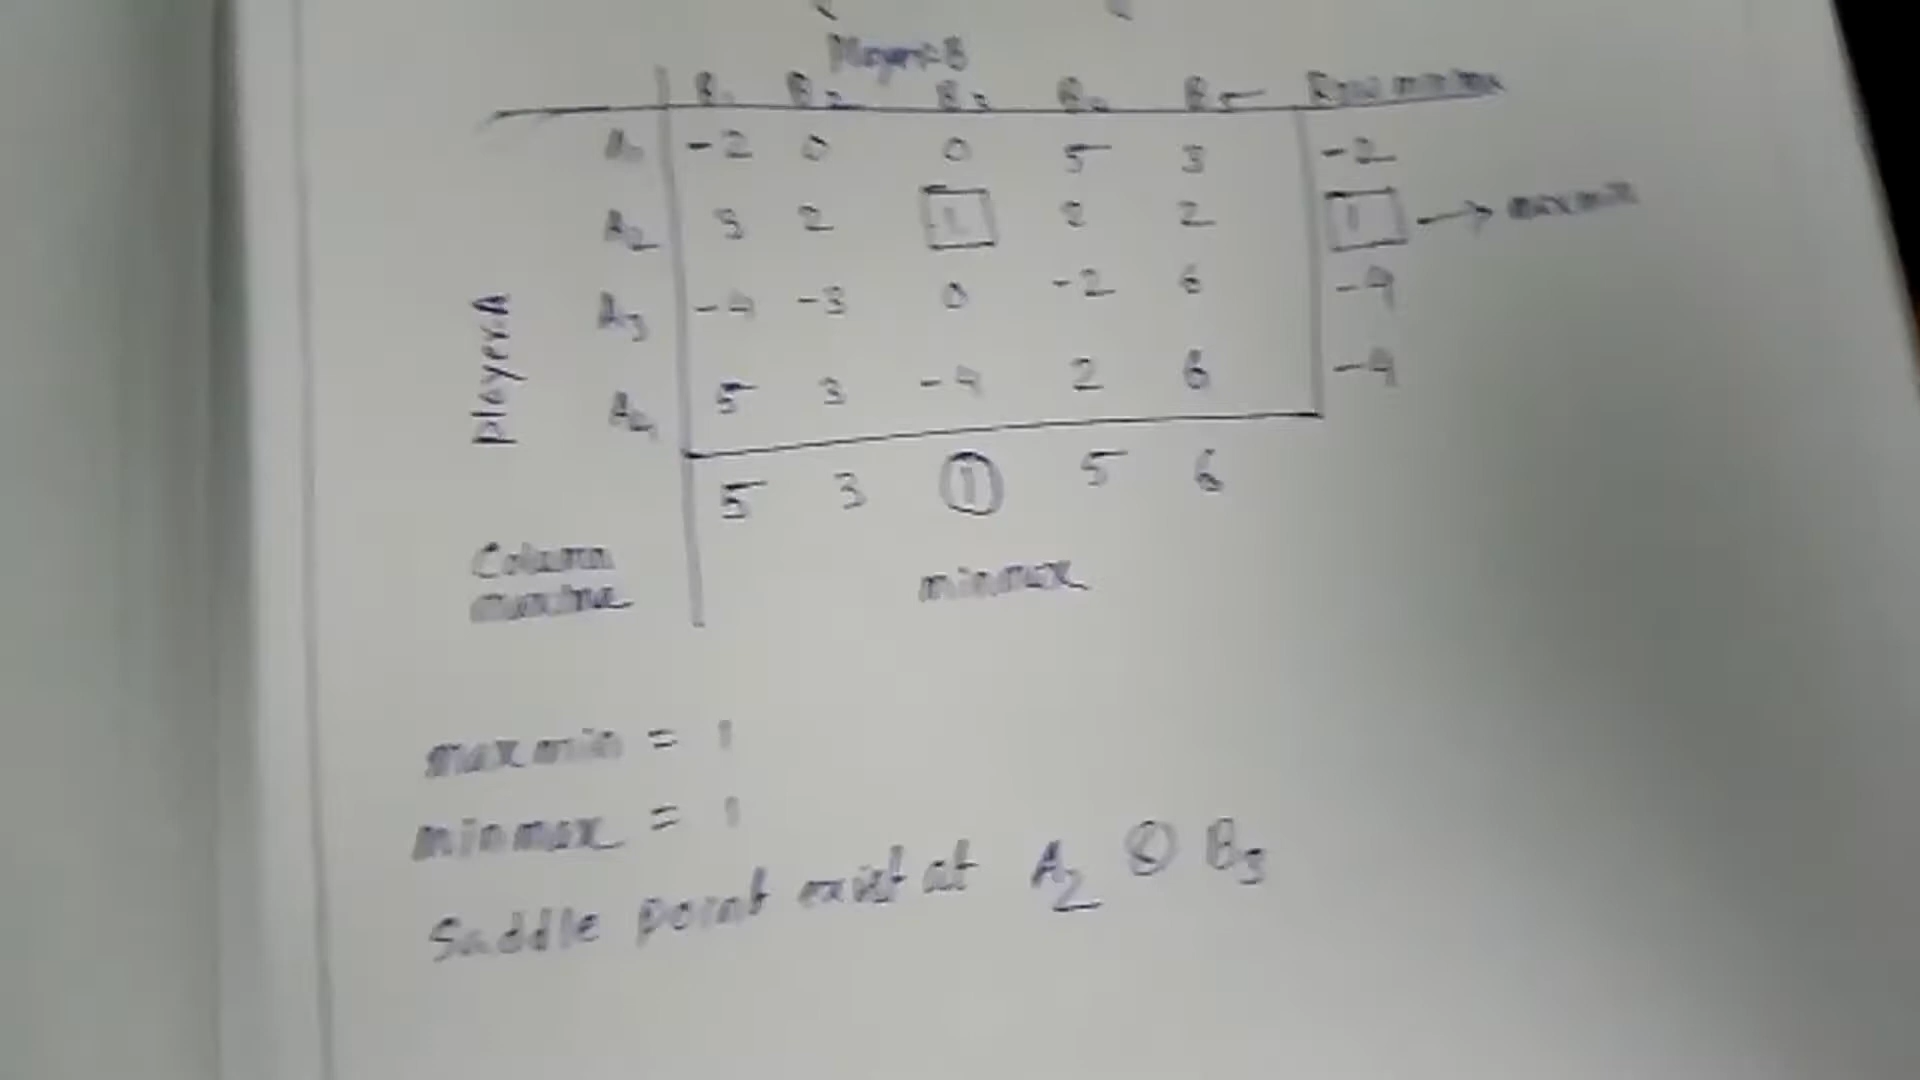 Player-B
B1 B2 B3 B4 B5 Row minima
A1 -2 0 0 5 3 -2
A2 3 2 1 2 2 1 → maxmin
Player-A
A3 -4 -3 0 -2 6 -4
A4 5 3 -4 2 6 -4
5 3 1 5 6
Column
maxima
minmax
maxmin = 1
minmax = 1
Saddle point exist at A2 & B3